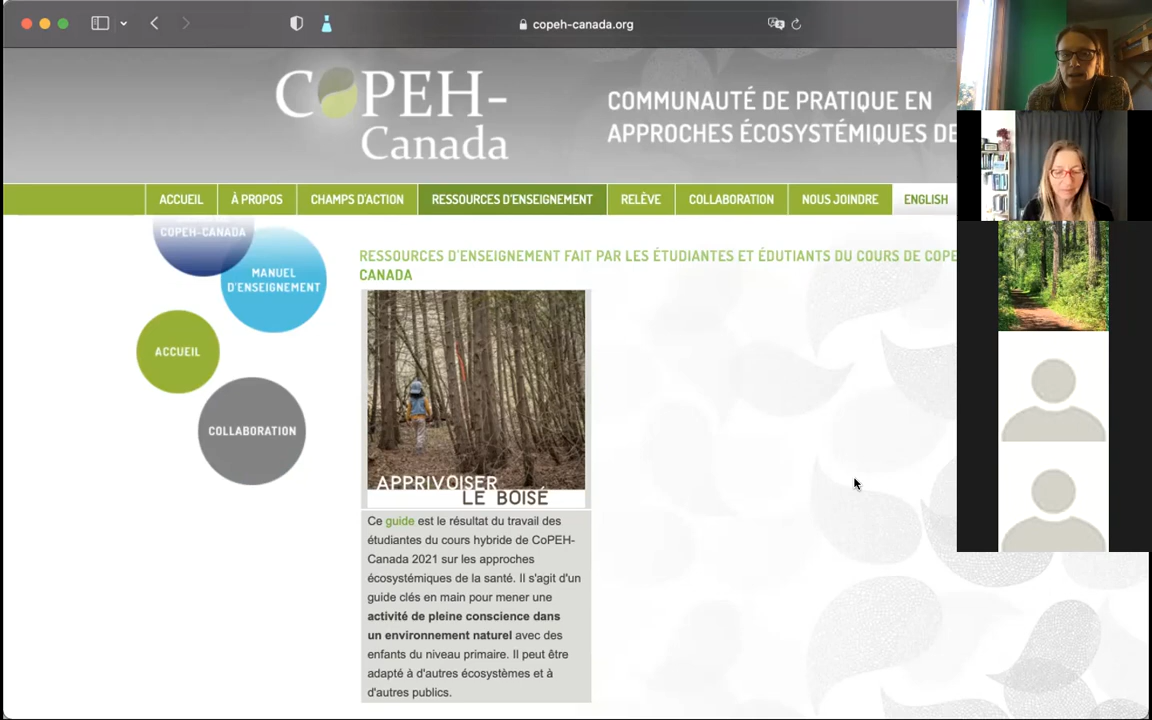 copeh-canada.org
COPEH-
Canada
COMMUNAUTÉ DE PRATIQUE EN
APPROCHES ÉCOSYSTÉMIQUES DE
ACCUEIL
À PROPOS
CHAMPS D'ACTION
RESSOURCES D'ENSEIGNEMENT
RELÈVE
COLLABORATION
NOUS JOINDRE
ENGLISH
COPEH-CANADA
MANUEL
D'ENSEIGNEMENT
ACCUEIL
COLLABORATION
RESSOURCES D'ENSEIGNEMENT FAIT PAR LES ÉTUDIANTES ET ÉDUTIANTS DU COURS DE COPE
CANADA
APPRIVOISER
LE BOISÉ
Ce guide est le résultat du travail des
étudiantes du cours hybride de CoPEH-
Canada 2021 sur les approches
écosystémiques de la santé. Il s'agit d'un
guide clés en main pour mener une
activité de pleine conscience dans
un environnement naturel avec des
enfants du niveau primaire. Il peut être
adapté à d'autres écosystèmes et à
d'autres publics.